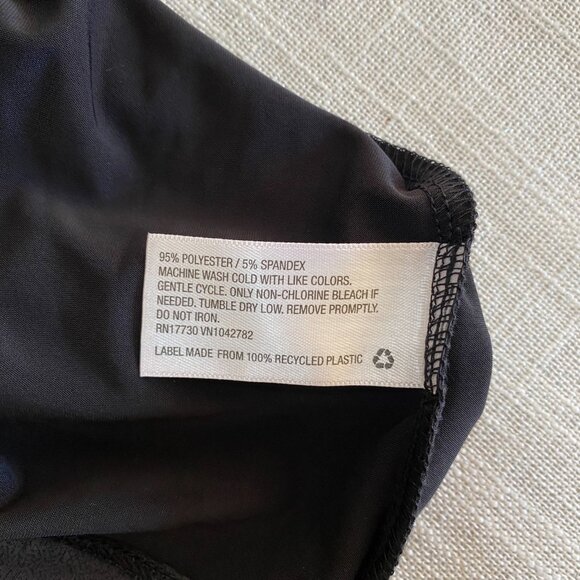 95% POLYESTER / 5% SPANDEX
MACHINE WASH COLD WITH LIKE COLORS.
GENTLE CYCLE. ONLY NON-CHLORINE BLEACH IF
NEEDED. TUMBLE DRY LOW. REMOVE PROMPTLY.
DO NOT IRON.
RN17730 VN1042782
LABEL MADE FROM 100% RECYCLED PLASTIC